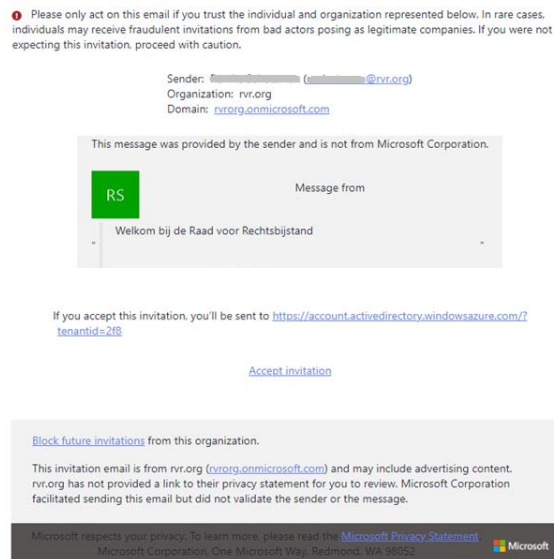 Please only act on this email if you trust the individual and organization represented below. In rare cases,
individuals may receive fraudulent invitations from bad actors posing as legitimate companies. If you were not
expecting this invitation, proceed with caution.
Sender: ( @rvr.org)
Organization: rvr.org
Domain: rvrorg.onmicrosoft.com
This message was provided by the sender and is not from Microsoft Corporation.
RS
Message from
Welkom bij de Raad voor Rechtsbijstand
" "
If you accept this invitation, you'll be sent to https://account.activedirectory.windowsazure.com/?
tenantid=2f8
Accept invitation
Block future invitations from this organization.
This invitation email is from rvr.org (rvrorg.onmicrosoft.com) and may include advertising content.
rvr.org has not provided a link to their privacy statement for you to review. Microsoft Corporation
facilitated sending this email but did not validate the sender or the message.
Microsoft respects your privacy. To learn more, please read the Microsoft Privacy Statement
Microsoft Corporation, One Microsoft Way, Redmond, WA 98052
Microsoft